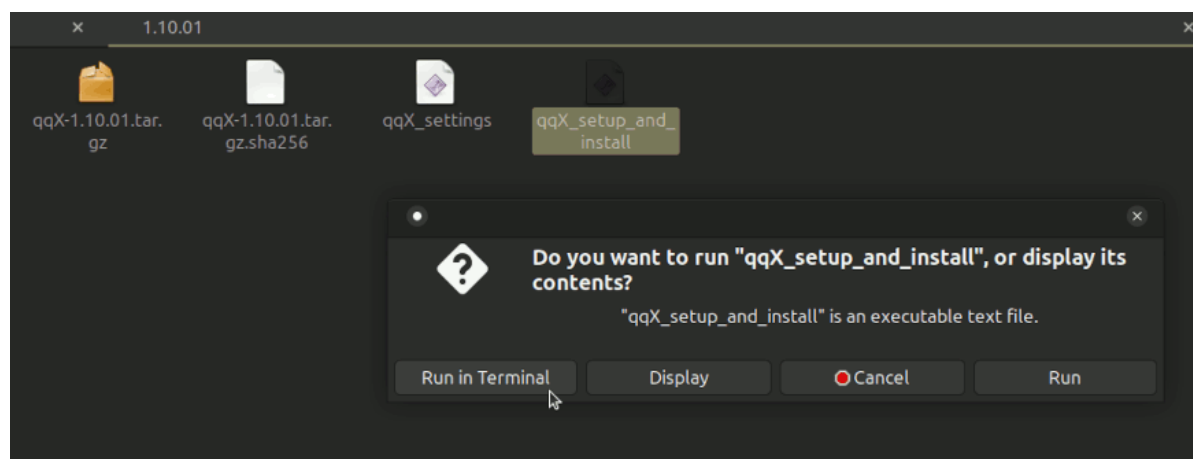 1.10.01
qqX-1.10.01.tar.
gz
qqX-1.10.01.tar.
gz.sha256
qqX_settings
qqX_setup_and_
install
Do you want to run "qqX_setup_and_install", or display its
contents?
"qqX_setup_and_install" is an executable text file.
Run in Terminal
Display
Cancel
Run